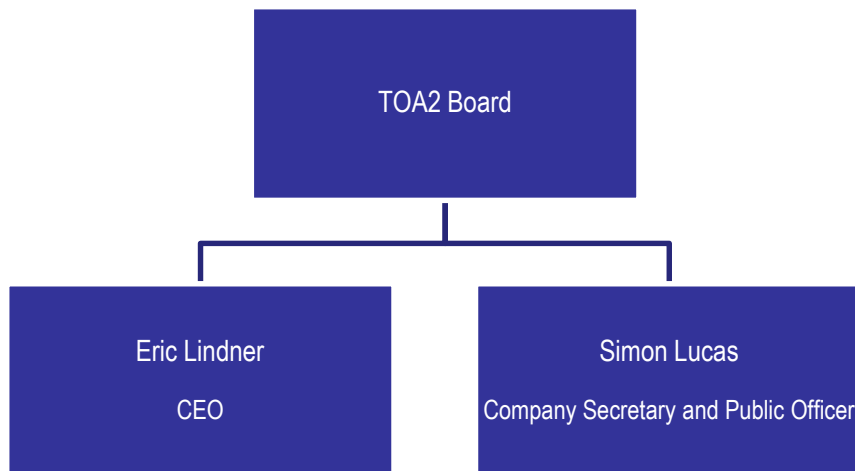 TOA2 Board
Eric Lindner
CEO
Simon Lucas
Company Secretary and Public Officer